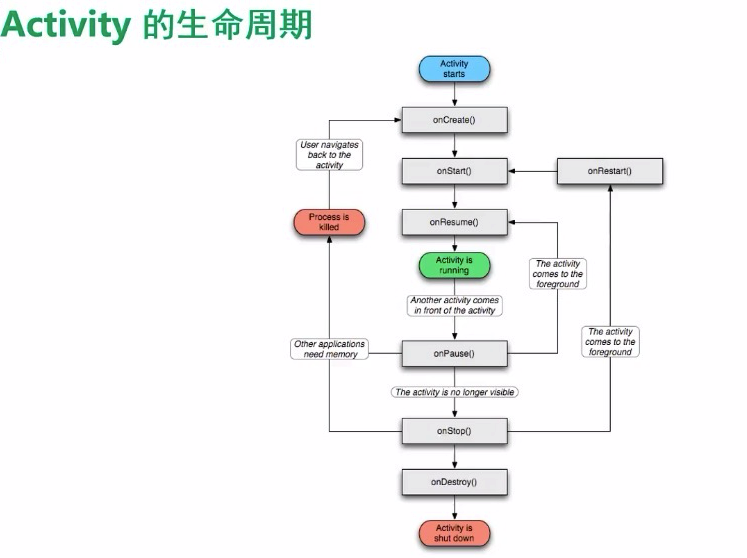 Activity 的生命周期
Activity
starts
onCreate()
User navigates
back to the
activity
onStart()
onRestart()
Process is
killed
onResume()
Activity is
running
The activity
comes to the
foreground
Another activity comes
in front of the activity
The activity
comes to the
foreground
Other applications
need memory
onPause()
The activity is no longer visible
onStop()
onDestroy()
Activity is
shut down